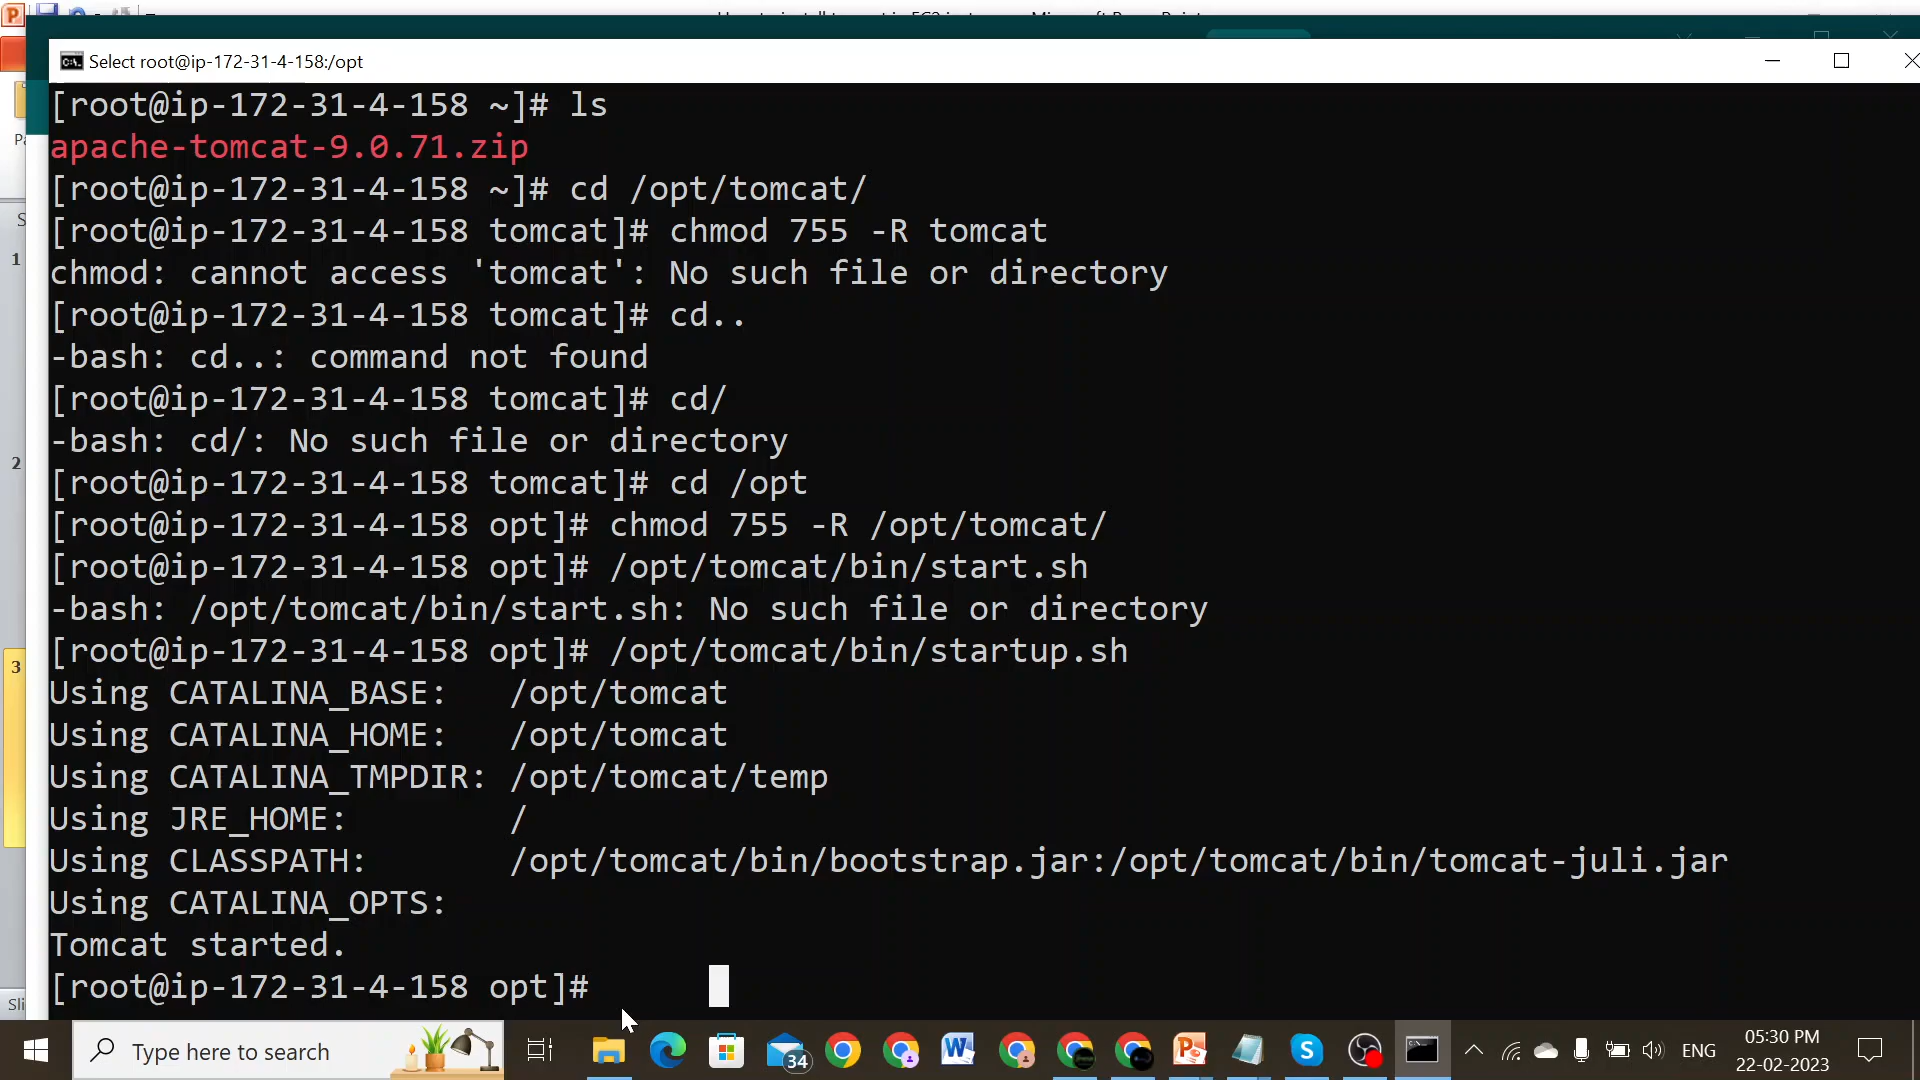 Select root@ip-172-31-4-158:/opt
[root@ip-172-31-4-158 ~]# ls
apache-tomcat-9.0.71.zip
[root@ip-172-31-4-158 ~]# cd /opt/tomcat/
[root@ip-172-31-4-158 tomcat]# chmod 755 -R tomcat
chmod: cannot access 'tomcat': No such file or directory
[root@ip-172-31-4-158 tomcat]# cd..
-bash: cd..: command not found
[root@ip-172-31-4-158 tomcat]# cd/
-bash: cd/: No such file or directory
[root@ip-172-31-4-158 tomcat]# cd /opt
[root@ip-172-31-4-158 opt]# chmod 755 -R /opt/tomcat/
[root@ip-172-31-4-158 opt]# /opt/tomcat/bin/start.sh
-bash: /opt/tomcat/bin/start.sh: No such file or directory
[root@ip-172-31-4-158 opt]# /opt/tomcat/bin/startup.sh
Using CATALINA_BASE:   /opt/tomcat
Using CATALINA_HOME:   /opt/tomcat
Using CATALINA_TMPDIR: /opt/tomcat/temp
Using JRE_HOME:        /
Using CLASSPATH:       /opt/tomcat/bin/bootstrap.jar:/opt/tomcat/bin/tomcat-juli.jar
Using CATALINA_OPTS:
Tomcat started.
[root@ip-172-31-4-158 opt]#
1
2
3
Type here to search
34
ENG
05:30 PM
22-02-2023